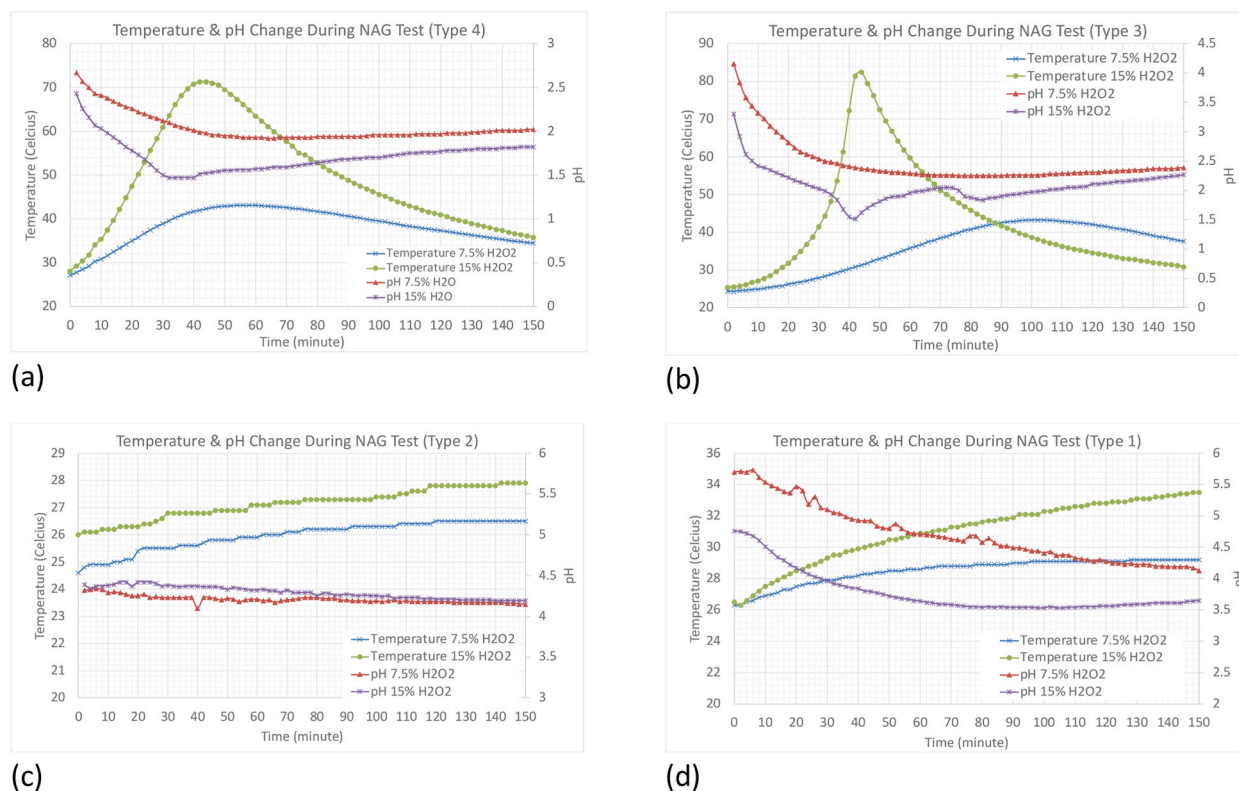 Temperature & pH Change During NAG Test (Type 4)
80
70
60
50
40
30
20
Temperature (Celcius)
3
2.5
2
1.5
1
0.5
0
pH
Temperature 7.5% H2O2
Temperature 15% H2O2
pH 7.5% H2O
pH 15% H2O
0 10 20 30 40 50 60 70 80 90 100 110 120 130 140 150
Time (minute)
(a)
Temperature & pH Change During NAG Test (Type 3)
90
80
70
60
50
40
30
20
Temperature (Celcius)
4.5
4
3.5
3
2.5
2
1.5
1
0.5
0
pH
Temperature 7.5% H2O2
Temperature 15% H2O2
pH 7.5% H2O2
pH 15% H2O2
0 10 20 30 40 50 60 70 80 90 100 110 120 130 140 150
Time (minute)
(b)
Temperature & pH Change During NAG Test (Type 2)
29
28
27
26
25
24
23
22
21
20
Temperature (Celcius)
6
5.5
5
4.5
4
3.5
3
pH
Temperature 7.5% H2O2
Temperature 15% H2O2
pH 7.5% H2O2
pH 15% H2O2
0 10 20 30 40 50 60 70 80 90 100 110 120 130 140 150
Time (minute)
(c)
Temperature & pH Change During NAG Test (Type 1)
36
34
32
30
28
26
24
22
20
Temperature (Celcius)
6
5.5
5
4.5
4
3.5
3
2.5
2
pH
Temperature 7.5% H2O2
Temperature 15% H2O2
pH 7.5% H2O2
pH 15% H2O2
0 10 20 30 40 50 60 70 80 90 100 110 120 130 140 150
Time (minute)
(d)